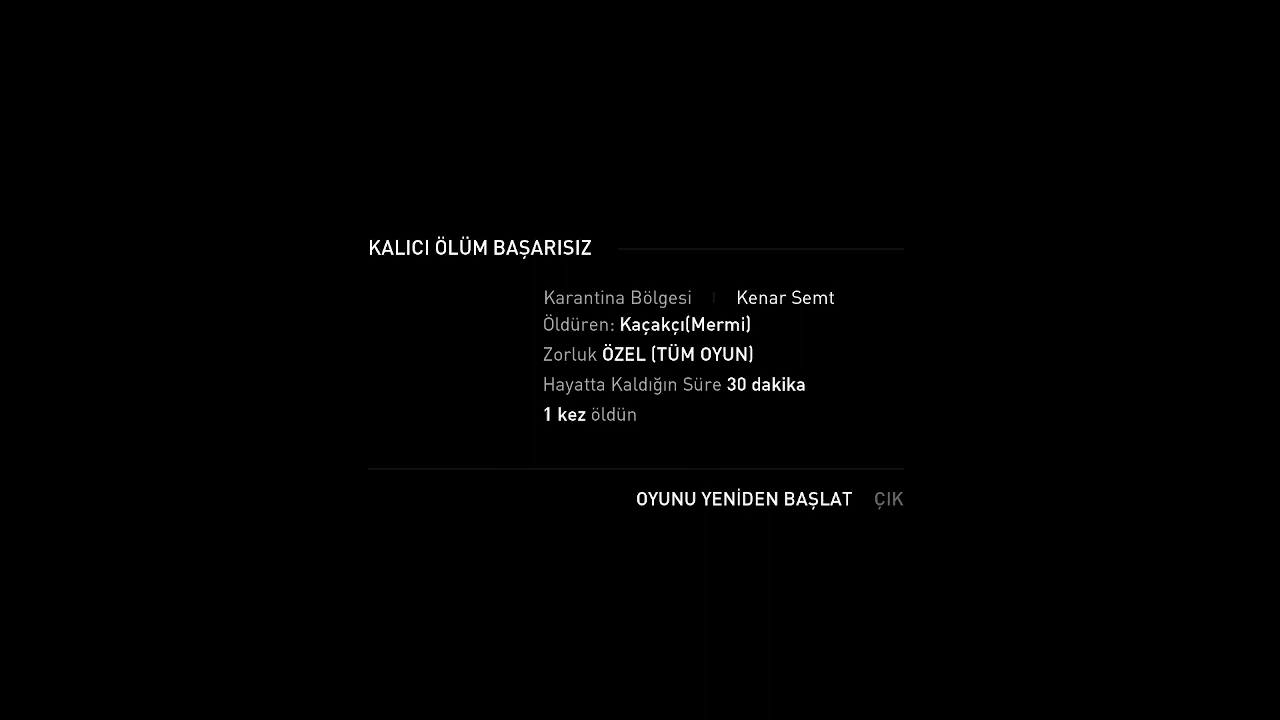 KALICI ÖLÜM BAŞARISIZ
Karantina Bölgesi | Kenar Semt
Öldüren: Kaçakçı(Mermi)
Zorluk ÖZEL (TÜM OYUN)
Hayatta Kaldığın Süre 30 dakika
1 kez öldün
OYUNU YENİDEN BAŞLAT ÇIK